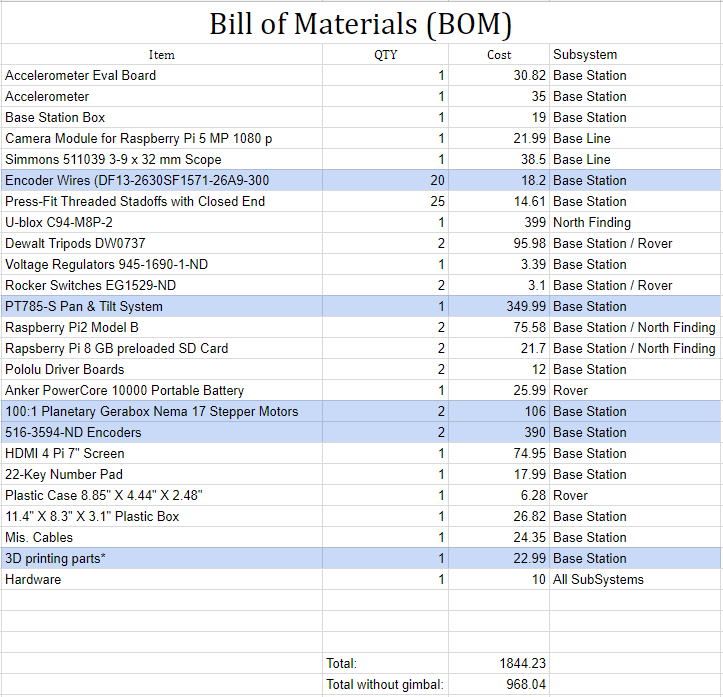 Bill of Materials (BOM)
Item QTY Cost Subsystem
Accelerometer Eval Board 1 30.82 Base Station
Accelerometer 1 35 Base Station
Base Station Box 1 19 Base Station
Camera Module for Raspberry Pi 5 MP 1080 p 1 21.99 Base Line
Simmons 511039 3-9 x 32 mm Scope 1 38.5 Base Line
Encoder Wires (DF13-2630SF1571-26A9-300 20 18.2 Base Station
Press-Fit Threaded Stadoffs with Closed End 25 14.61 Base Station
U-blox C94-M8P-2 1 399 North Finding
Dewalt Tripods DW0737 2 95.98 Base Station / Rover
Voltage Regulators 945-1690-1-ND 1 3.39 Base Station
Rocker Switches EG1529-ND 2 3.1 Base Station / Rover
PT785-S Pan & Tilt System 1 349.99 Base Station
Raspberry Pi2 Model B 2 75.58 Base Station / North Finding
Rapsberry Pi 8 GB preloaded SD Card 2 21.7 Base Station / North Finding
Pololu Driver Boards 2 12 Base Station
Anker PowerCore 10000 Portable Battery 1 25.99 Rover
100:1 Planetary Gerabox Nema 17 Stepper Motors 2 106 Base Station
516-3594-ND Encoders 2 390 Base Station
HDMI 4 Pi 7" Screen 1 74.95 Base Station
22-Key Number Pad 1 17.99 Base Station
Plastic Case 8.85" X 4.44" X 2.48" 1 6.28 Rover
11.4" X 8.3" X 3.1" Plastic Box 1 26.82 Base Station
Mis. Cables 1 24.35 Base Station
3D printing parts* 1 22.99 Base Station
Hardware 1 10 All SubSystems
Total: 1844.23
Total without gimbal: 968.04